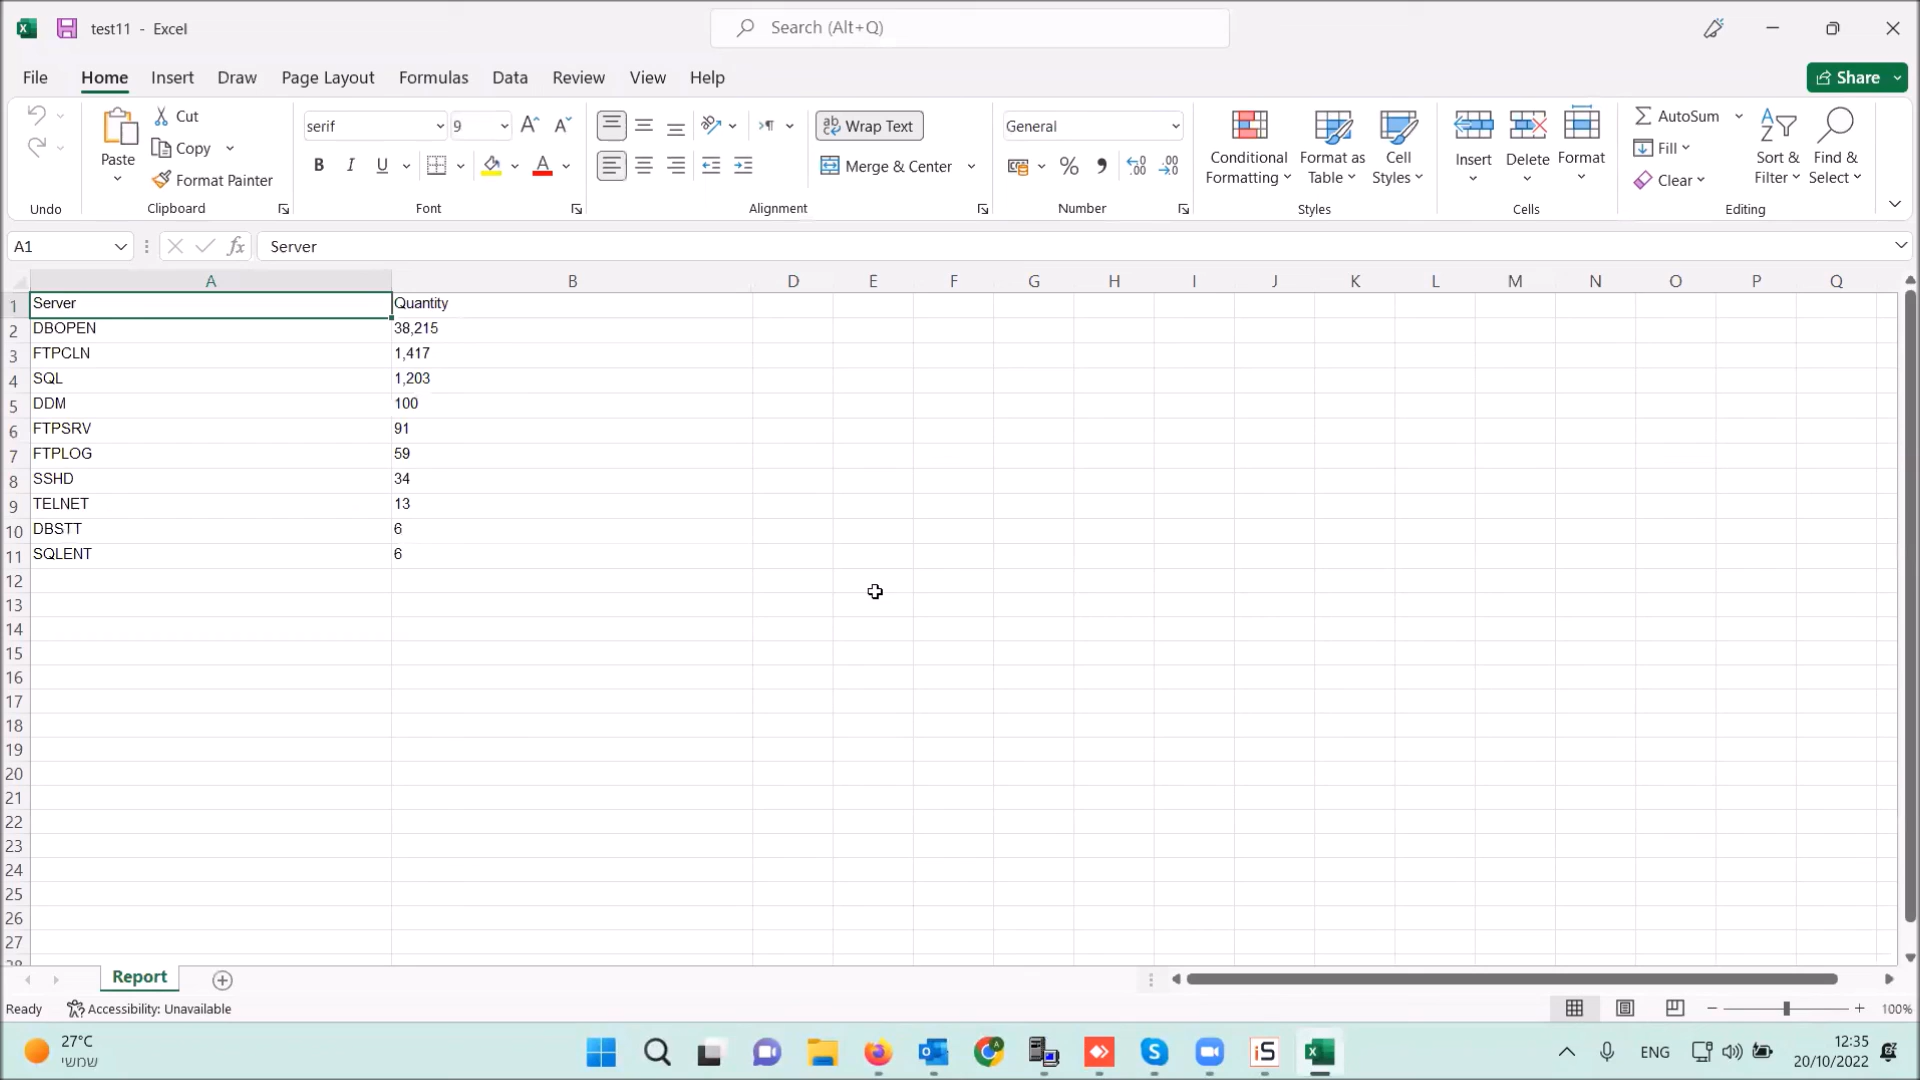 test11 - Excel
Search (Alt+Q)
File Home Insert Draw Page Layout Formulas Data Review View Help Share
Cut
Copy
Format Painter
Paste
Undo
Clipboard
serif 9
B I U A
Font
Wrap Text
Merge & Center
Alignment
General
%
Number
Conditional Formatting
Format as Table
Cell Styles
Styles
Insert Delete Format
Cells
AutoSum
Fill
Clear
Sort & Filter
Find & Select
Editing
A1 fx Server
A B D E F G H I J K L M N O P Q
1 Server Quantity
2 DBOPEN 38,215
3 FTPCLN 1,417
4 SQL 1,203
5 DDM 100
6 FTPSRV 91
7 FTPLOG 59
8 SSHD 34
9 TELNET 13
10 DBSTT 6
11 SQLENT 6
12
13
14
15
16
17
18
19
20
21
22
23
24
25
26
27
28
Report
Ready Accessibility: Unavailable 100%
27°C
שמשי
ENG
12:35
20/10/2022